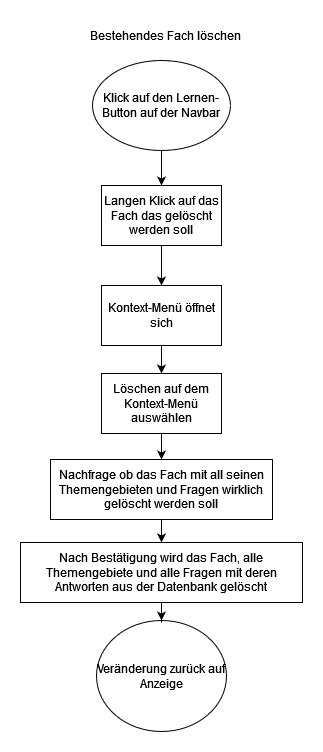 Bestehendes Fach löschen
Klick auf den Lernen-
Button auf der Navbar
Langen Klick auf das
Fach das gelöscht
werden soll
Kontext-Menü öffnet
sich
Löschen auf dem
Kontext-Menü
auswählen
Nachfrage ob das Fach mit all seinen
Themengebieten und Fragen wirklich
gelöscht werden soll
Nach Bestätigung wird das Fach, alle
Themengebiete und alle Fragen mit deren
Antworten aus der Datenbank gelöscht
Veränderung zurück auf
Anzeige